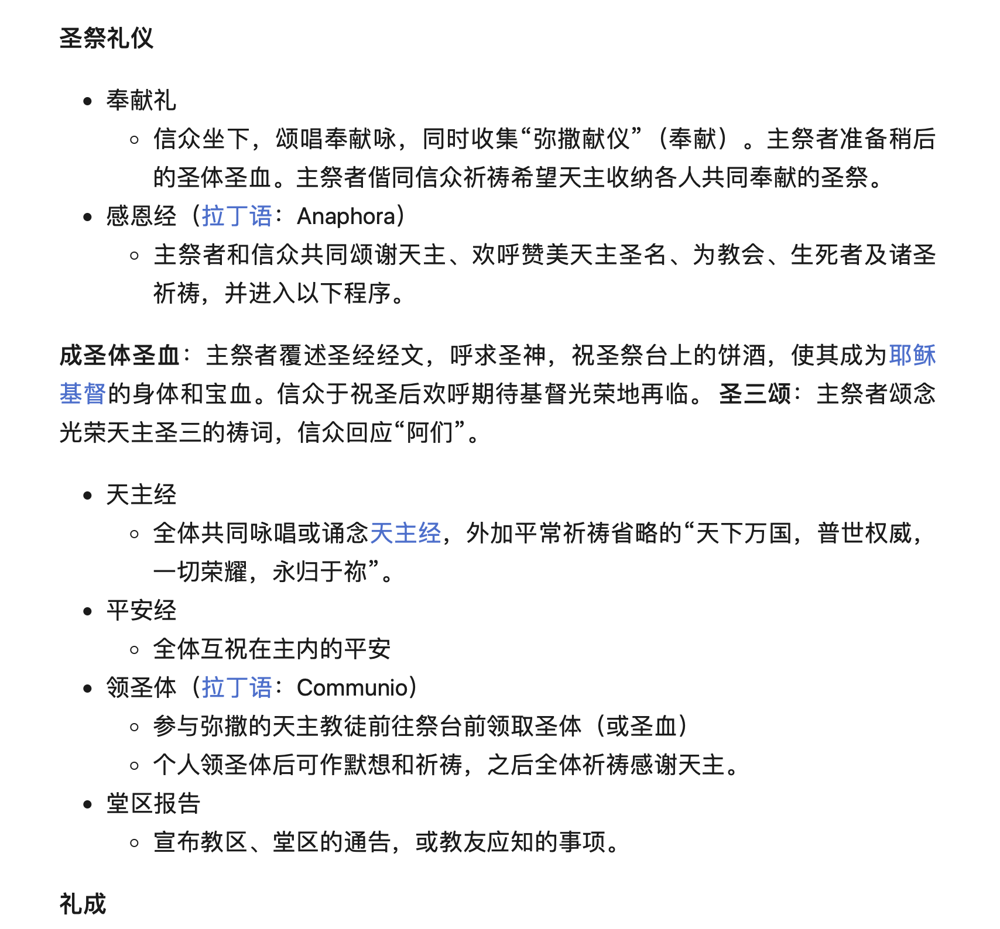 圣祭礼仪
奉献礼
信众坐下，颂唱奉献咏，同时收集“弥撒献仪”（奉献）。主祭者准备稍后
的圣体圣血。主祭者偕同信众祈祷希望天主收纳各人共同奉献的圣祭。
感恩经（拉丁语：Anaphora）
主祭者和信众共同颂谢天主、欢呼赞美天主圣名、为教会、生死者及诸圣
祈祷，并进入以下程序。
成圣体圣血：主祭者覆述圣经经文，呼求圣神，祝圣祭台上的饼酒，使其成为耶稣
基督的身体和宝血。信众于祝圣后欢呼期待基督光荣地再临。 圣三颂：主祭者颂念
光荣天主圣三的祷词，信众回应“阿们”。
天主经
全体共同咏唱或诵念天主经，外加平常祈祷省略的“天下万国，普世权威，
一切荣耀，永归于祢”。
平安经
全体互祝在主内的平安
领圣体（拉丁语：Communio）
参与弥撒的天主教徒前往祭台前领取圣体（或圣血）
个人领圣体后可作默想和祈祷，之后全体祈祷感谢天主。
堂区报告
宣布教区、堂区的通告，或教友应知的事项。
礼成